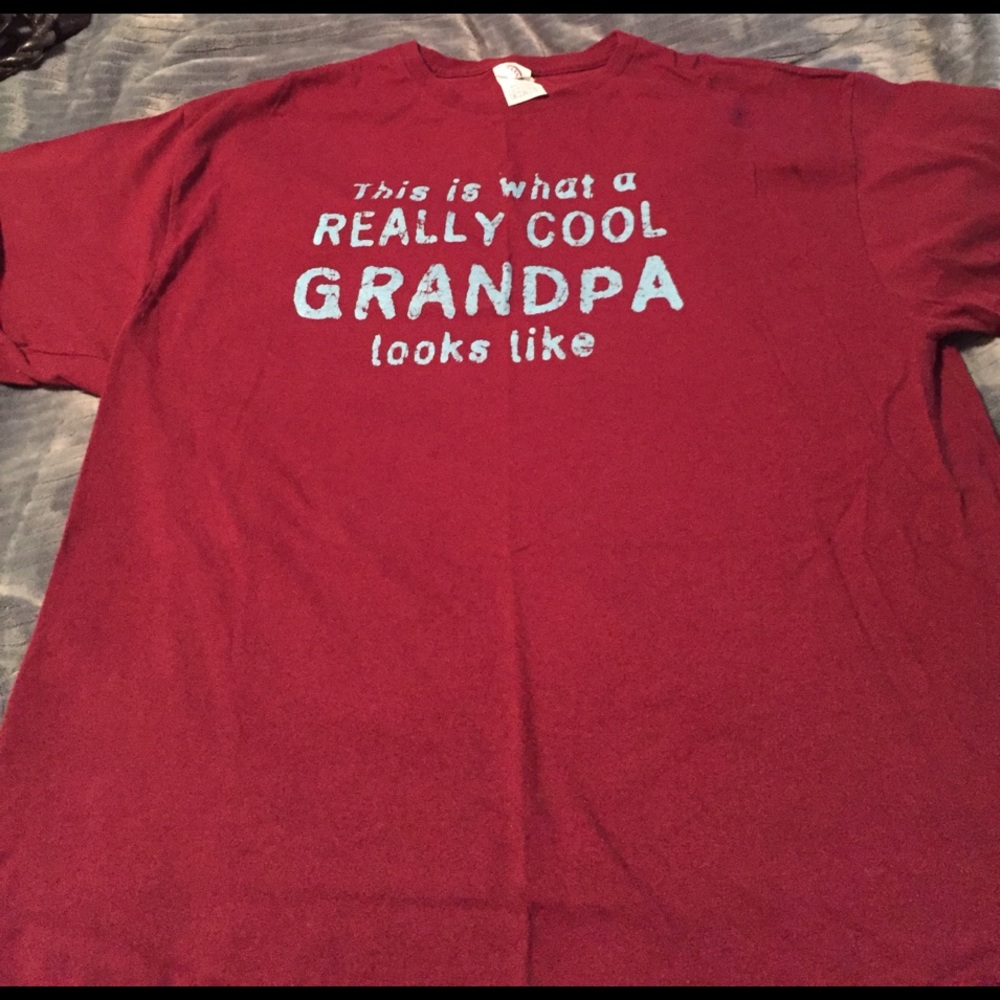 This is what a
REALLY COOL
GRANDPA
looks like